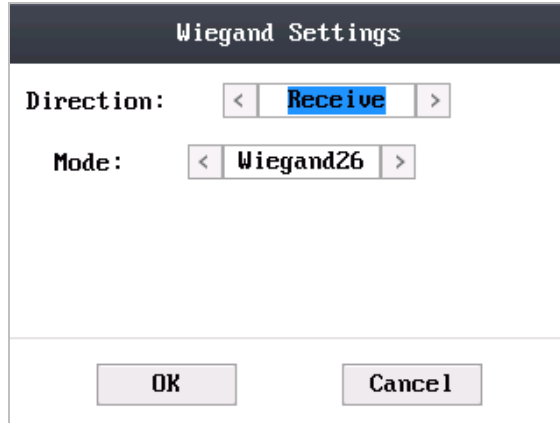 Wiegand Settings
Direction: < Receive >
Mode: < Wiegand26 >
OK Cancel